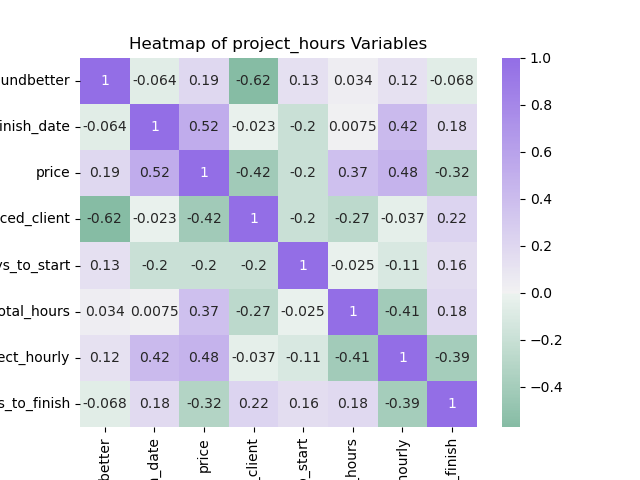 Heatmap of project_hours Variables
undbetter 1 -0.064 0.19 -0.62 0.13 0.034 0.12 -0.068
inish_date -0.064 1 0.52 -0.023 -0.2 0.0075 0.42 0.18
price 0.19 0.52 1 -0.42 -0.2 0.37 0.48 -0.32
ced_client -0.62 -0.023 -0.42 1 -0.2 -0.27 -0.037 0.22
ys_to_start 0.13 -0.2 -0.2 -0.2 1 -0.025 -0.11 0.16
otal_hours 0.034 0.0075 0.37 -0.27 -0.025 1 -0.41 0.18
ect_hourly 0.12 0.42 0.48 -0.037 -0.11 -0.41 1 -0.39
s_to_finish -0.068 0.18 -0.32 0.22 0.16 0.18 -0.39 1
better
_date
price
_client
_start
_hours
hourly
_finish
1.0
0.8
0.6
0.4
0.2
0.0
−0.2
−0.4